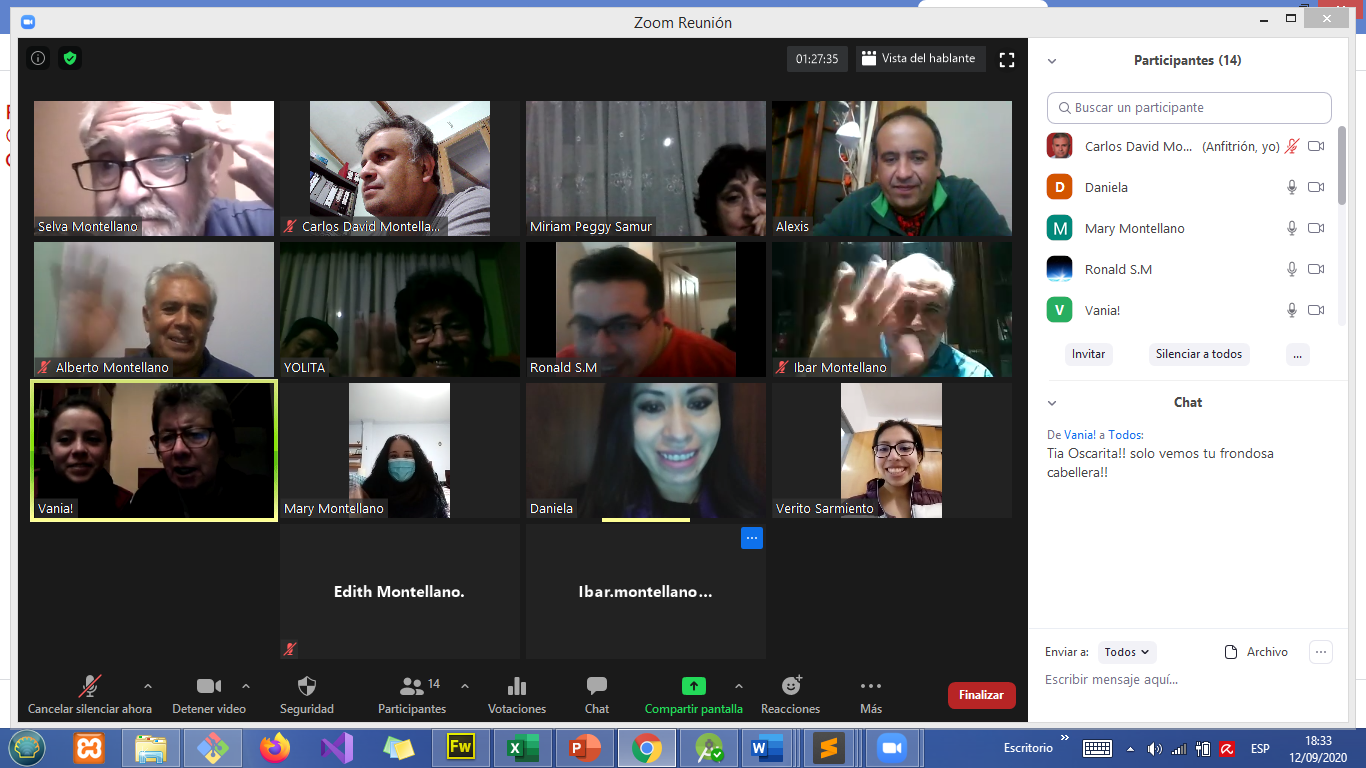 Zoom Reunión
01:27:35
Vista del hablante
Selva Montellano
Carlos David Montella...
Miriam Peggy Samur
Alexis
Alberto Montellano
YOLITA
Ronald S.M
Ibar Montellano
Vania!
Mary Montellano
Daniela
Verito Sarmiento
Edith Montellano.
Ibar.montellano...
Participantes (14)
Buscar un participante
Carlos David Mo... (Anfitrión, yo)
D Daniela
M Mary Montellano
Ronald S.M
V Vania!
Invitar
Silenciar a todos
...
Chat
De Vania! a Todos:
Tia Oscarita!! solo vemos tu frondosa
cabellera!!
Enviar a: Todos
Archivo
Escribir mensaje aquí...
Cancelar silenciar ahora
Detener video
Seguridad
14
Participantes
Votaciones
Chat
Compartir pantalla
Reacciones
Más
Finalizar
Fw
Escritorio
ESP
18:33
12/09/2020